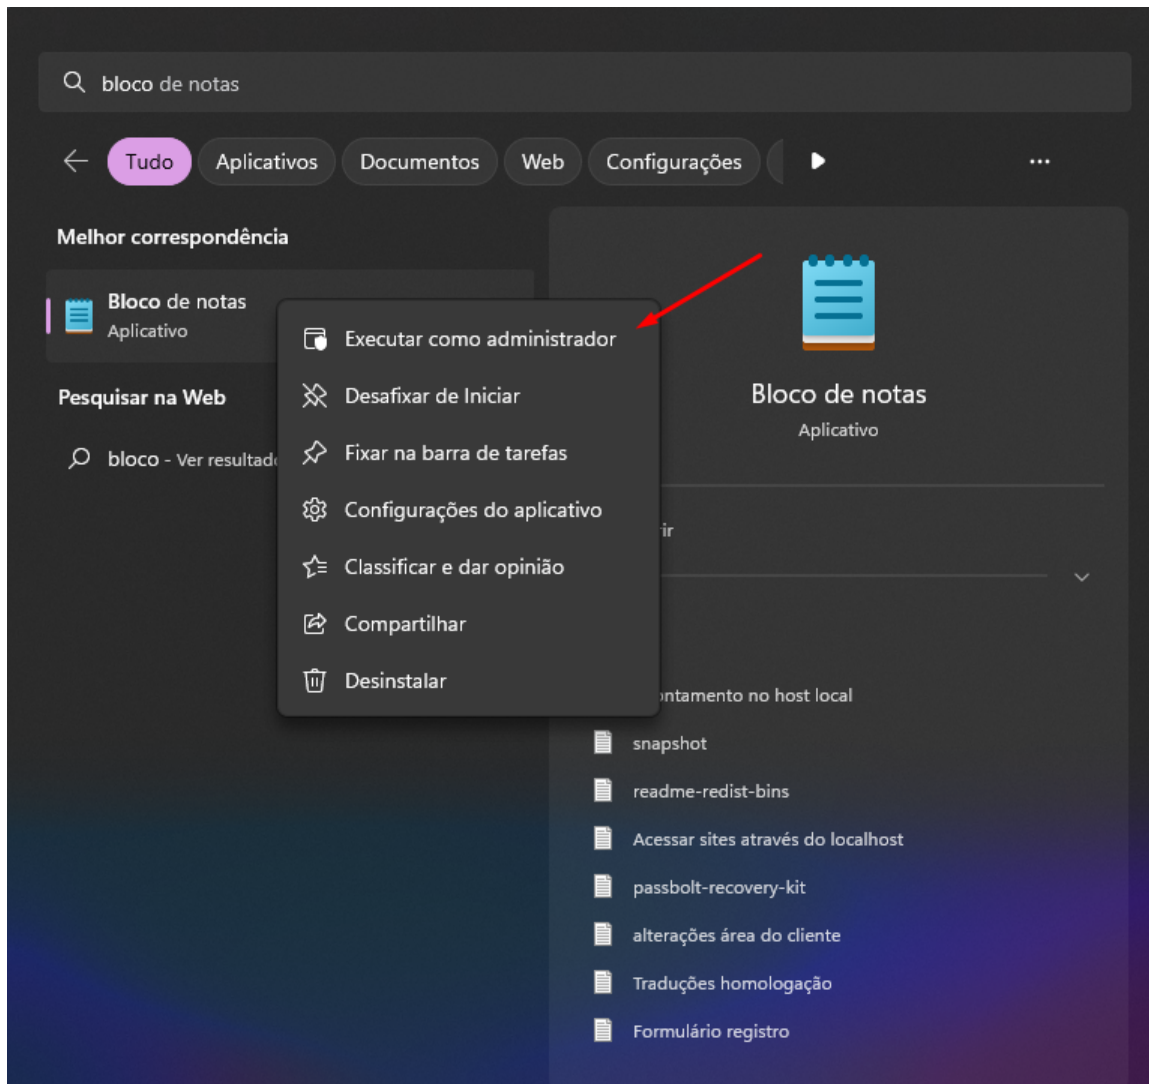 bloco de notas
Tudo
Aplicativos
Documentos
Web
Configurações
Melhor correspondência
Bloco de notas
Aplicativo
Pesquisar na Web
bloco - Ver
Executar como administrador
Desafixar de Iniciar
Fixar na barra de tarefas
Configurações do aplicativo
Classificar e dar opinião
Compartilhar
Desinstalar
Bloco de notas
Aplicativo
no host local
snapshot
readme-redist-bins
Acessar sites através do localhost
passbolt-recovery-kit
alterações área do cliente
Traduções homologação
Formulário registro